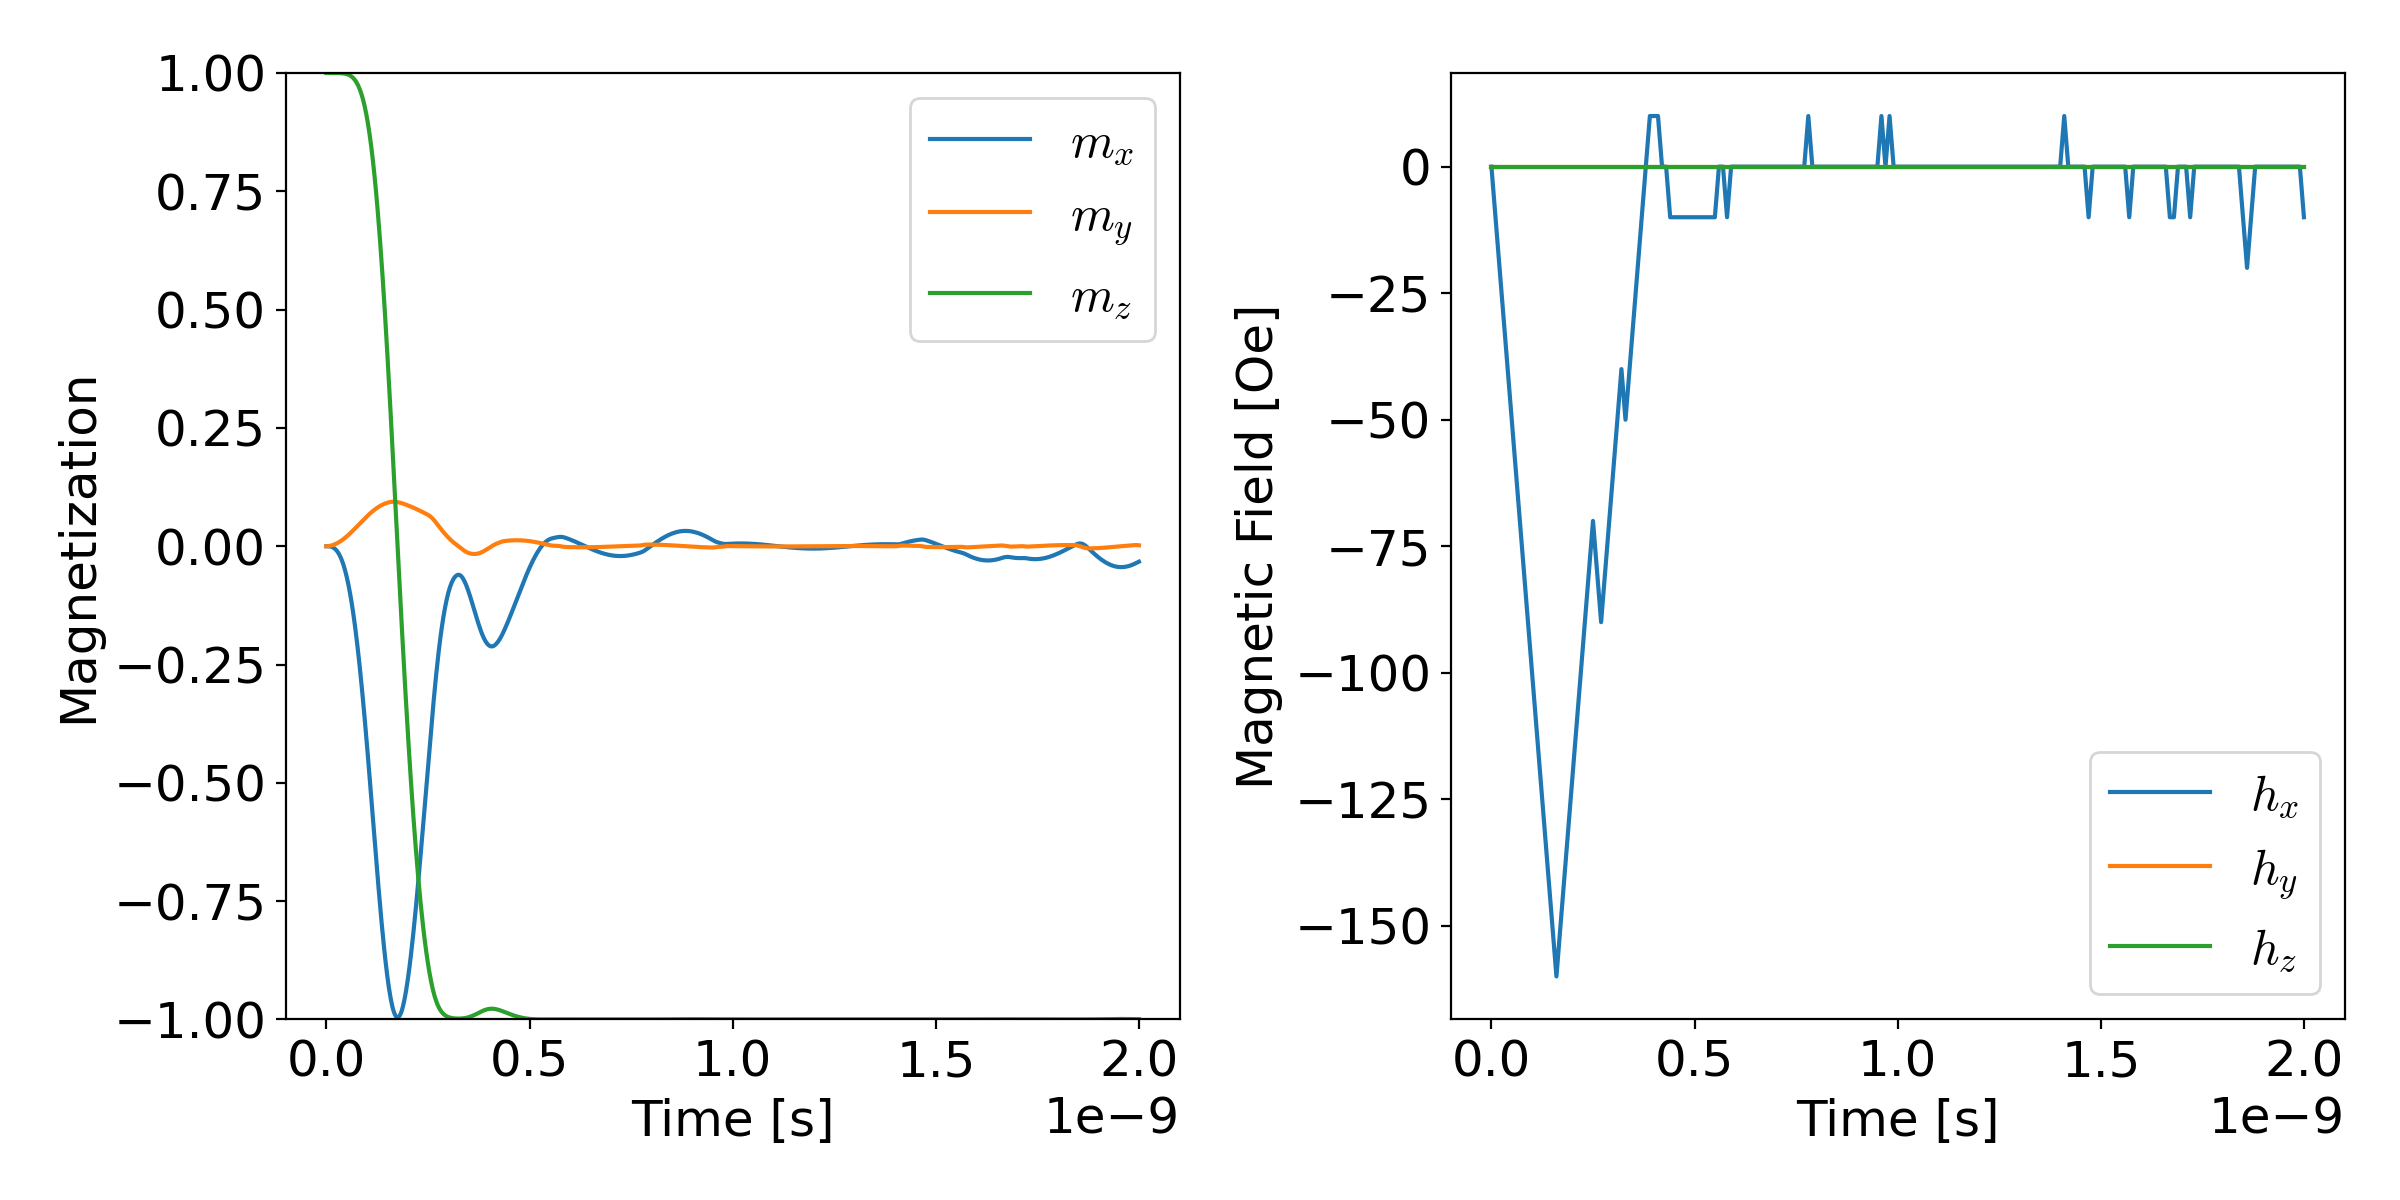 Magnetization
1.00
0.75
0.50
0.25
0.00
−0.25
−0.50
−0.75
−1.00
0.0 0.5 1.0 1.5 2.0
Time [s]
1e−9
m_x
m_y
m_z
Magnetic Field [Oe]
0
−25
−50
−75
−100
−125
−150
0.0 0.5 1.0 1.5 2.0
Time [s]
1e−9
h_x
h_y
h_z